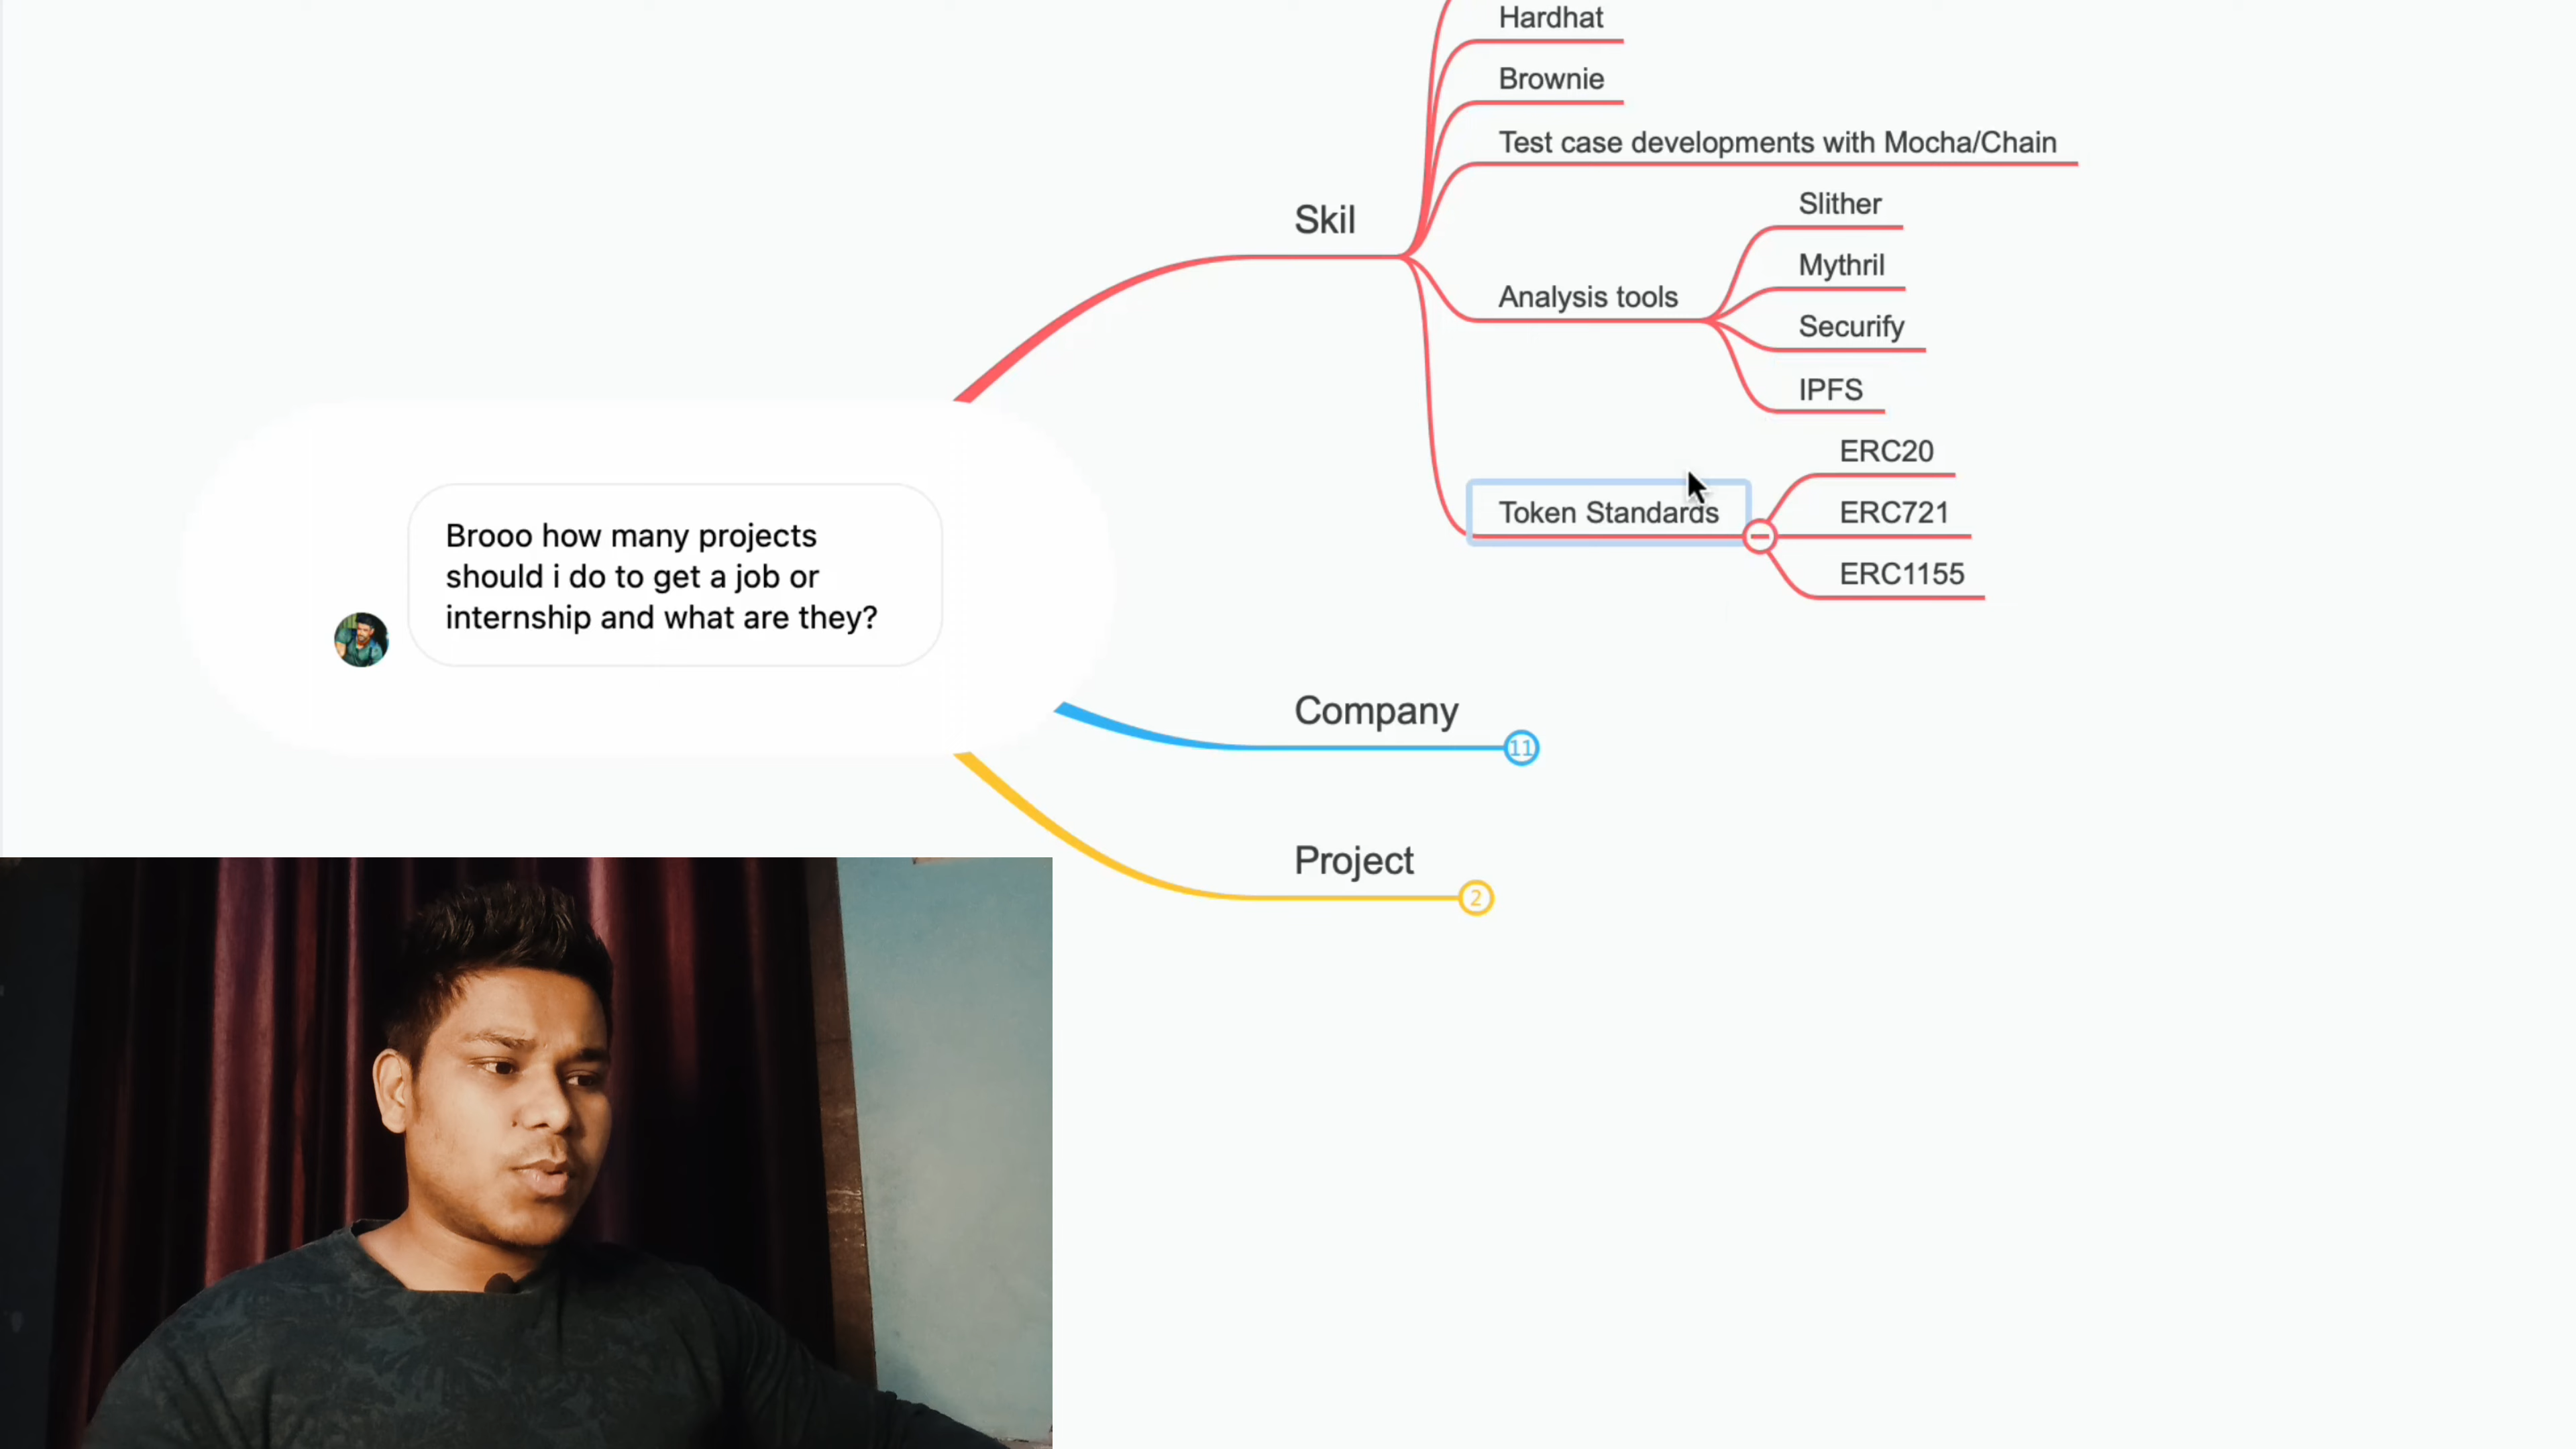 Hardhat
Brownie
Test case developments with Mocha/Chain
Skil
Slither
Mythril
Analysis tools
Securify
IPFS
ERC20
Token Standards
ERC721
ERC1155
Brooo how many projects
should i do to get a job or
internship and what are they?
Company
11
Project
2